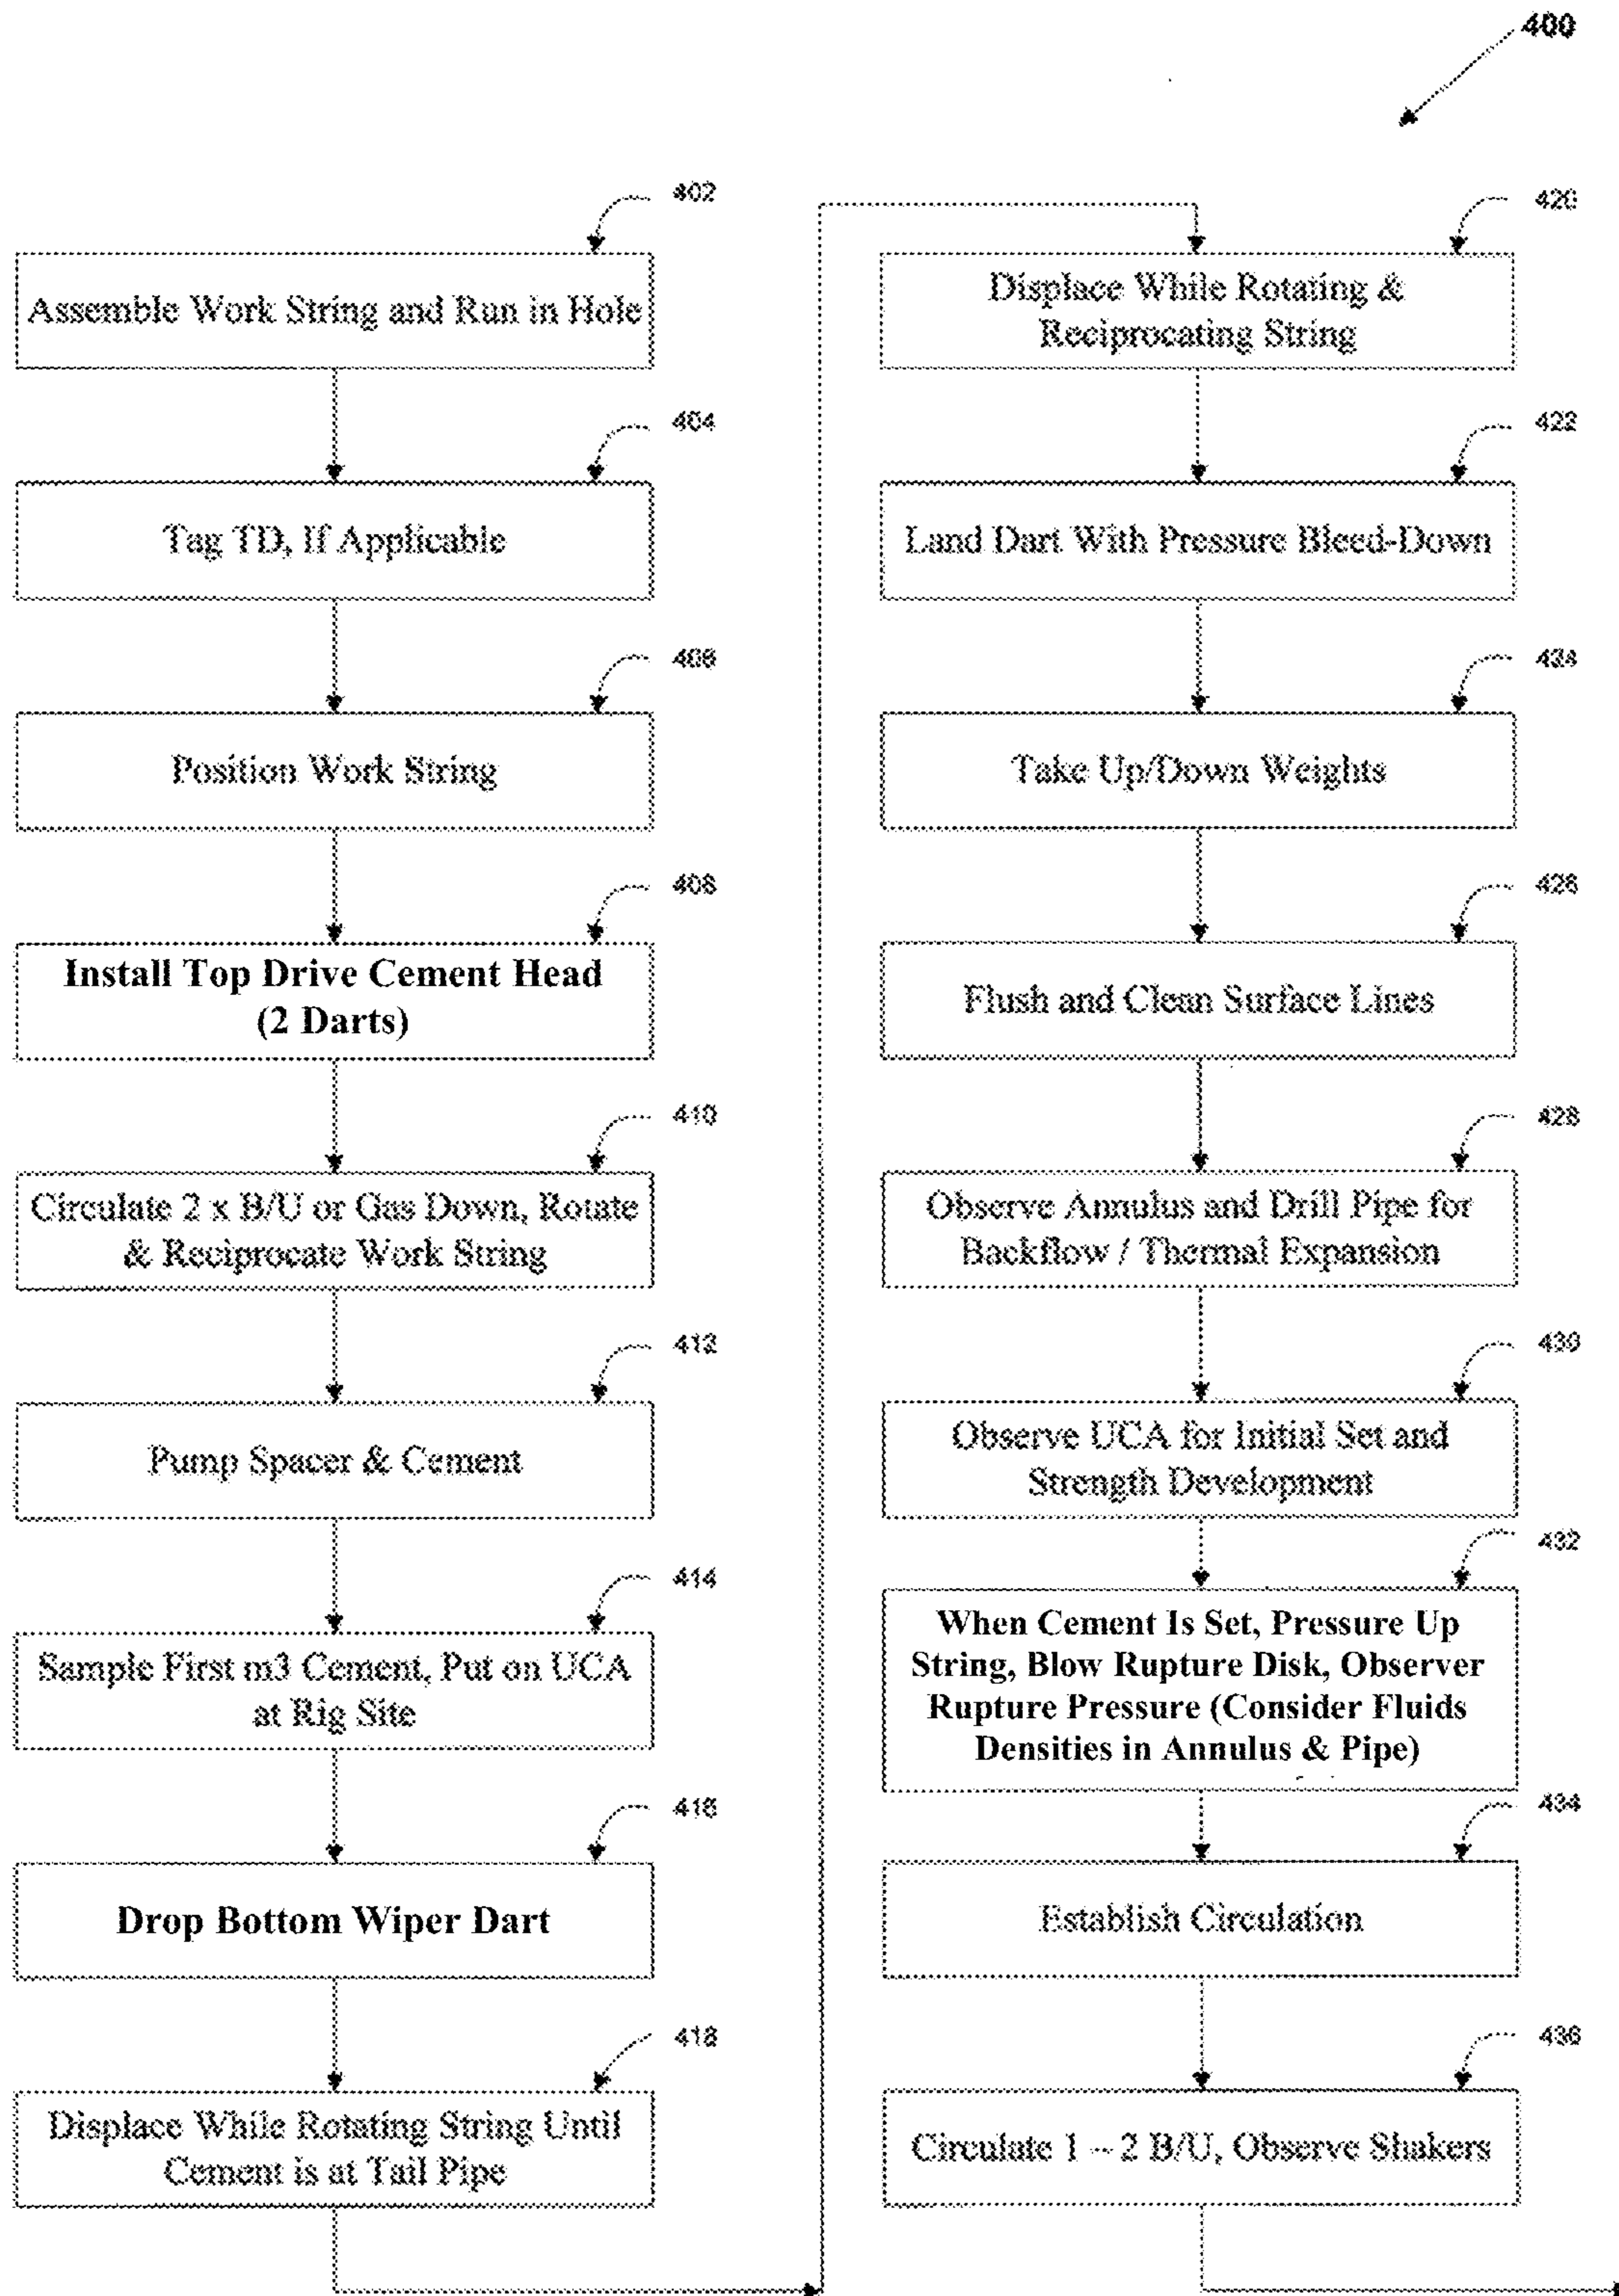 400
402
Assemble Work String and Run in Hole
404
Tag TD, If Applicable
406
Position Work String
408
Install Top Drive Cement Head
(2 Darts)
410
Circulate 2 x B/U or Gas Down, Rotate
& Reciprocate Work String
412
Pump Spacer & Cement
414
Sample First m3 Cement, Put on UCA
at Rig Site
416
Drop Bottom Wiper Dart
418
Displace While Rotating String Until
Cement is at Tail Pipe
420
Displace While Rotating &
Reciprocating String
422
Land Dart With Pressure Bleed-Down
424
Take Up/Down Weights
426
Flush and Clean Surface Lines
428
Observe Annulus and Drill Pipe for
Backflow / Thermal Expansion
430
Observe UCA for Initial Set and
Strength Development
432
When Cement Is Set, Pressure Up
String, Blow Rupture Disk, Observer
Rupture Pressure (Consider Fluids
Densities in Annulus & Pipe)
434
Establish Circulation
436
Circulate 1 – 2 B/U, Observe Shakers